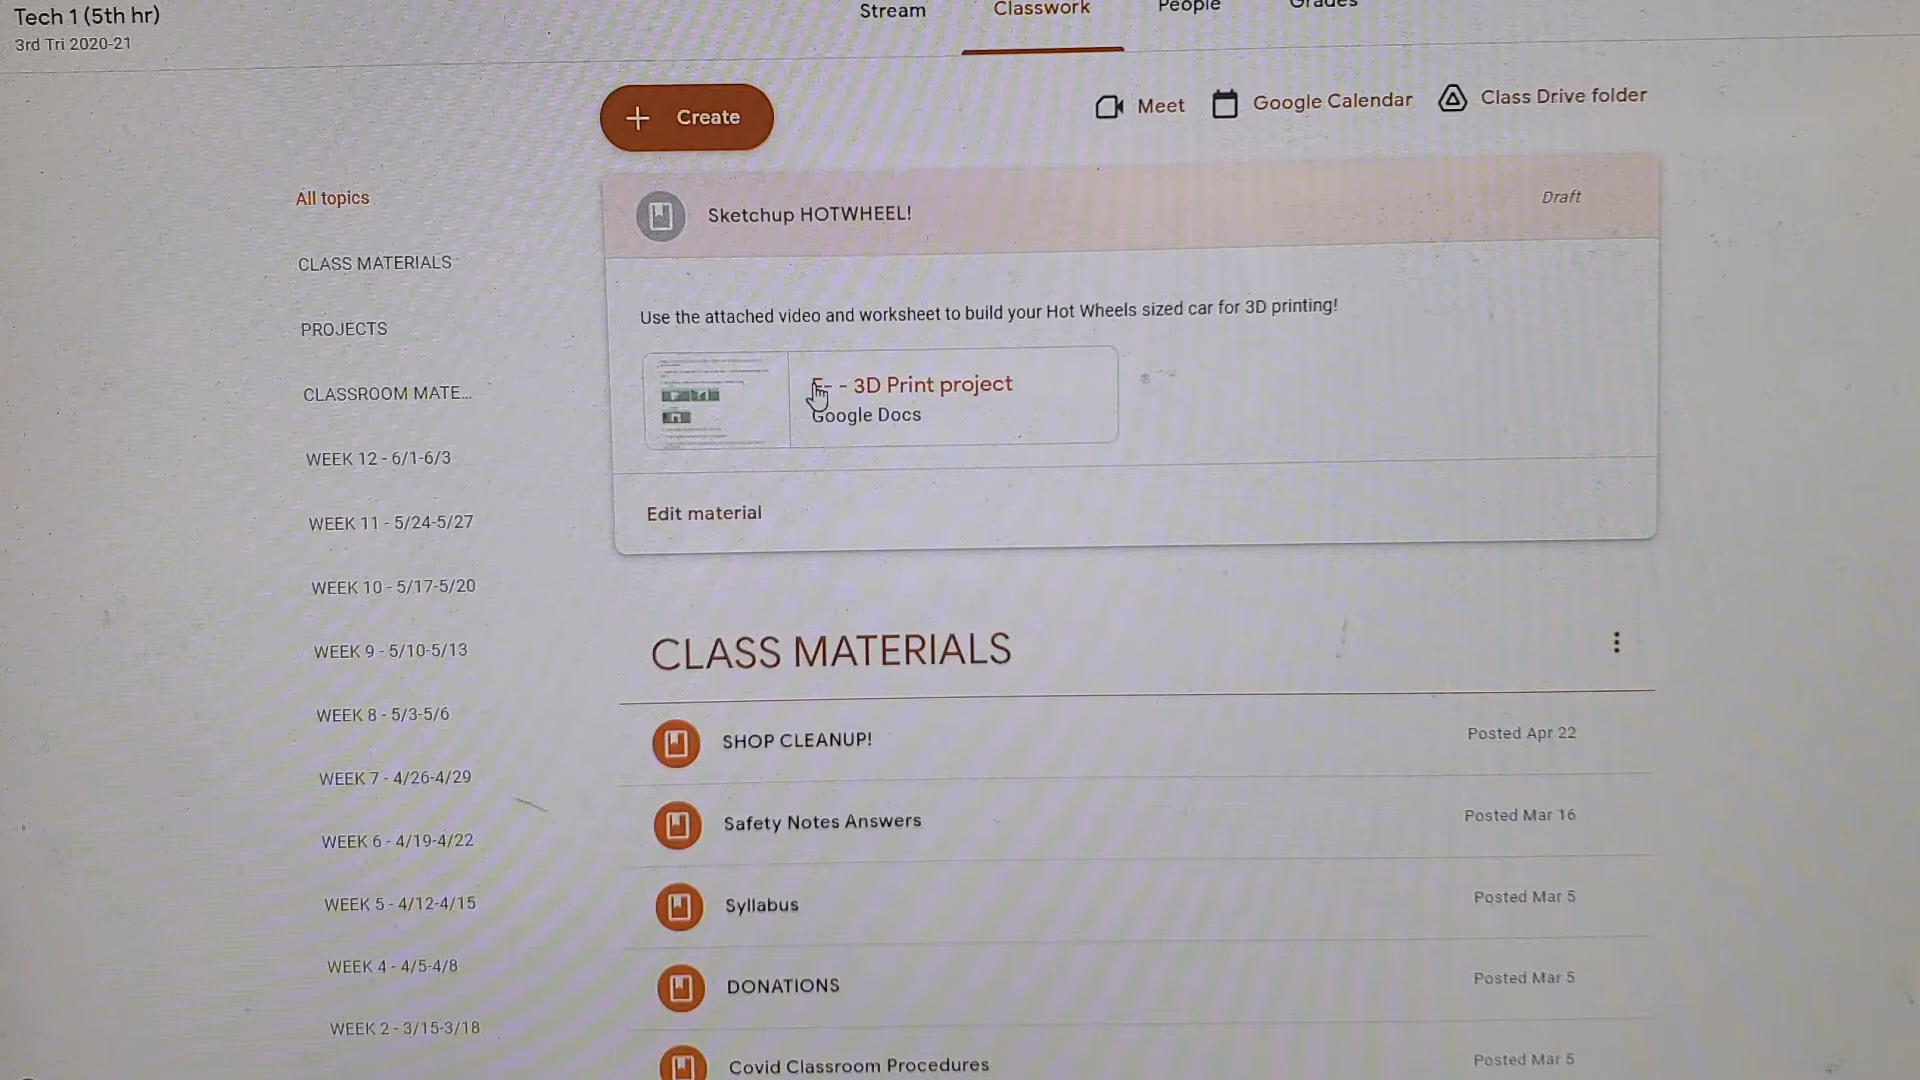 Tech 1 (5th hr)
3rd Tri 2020-21
Stream
Classwork
People
Grades
Create
Meet
Google Calendar
Class Drive folder
All topics
CLASS MATERIALS
PROJECTS
CLASSROOM MATE...
WEEK 12 - 6/1-6/3
WEEK 11 - 5/24-5/27
WEEK 10 - 5/17-5/20
WEEK 9 - 5/10-5/13
WEEK 8 - 5/3-5/6
WEEK 7 - 4/26-4/29
WEEK 6 - 4/19-4/22
WEEK 5 - 4/12-4/15
WEEK 4 - 4/5-4/8
WEEK 2 - 3/15-3/18
Sketchup HOTWHEEL!
Draft
Use the attached video and worksheet to build your Hot Wheels sized car for 3D printing!
- 3D Print project
Google Docs
Edit material
CLASS MATERIALS
SHOP CLEANUP!
Posted Apr 22
Safety Notes Answers
Posted Mar 16
Syllabus
Posted Mar 5
DONATIONS
Posted Mar 5
Covid Classroom Procedures
Posted Mar 5